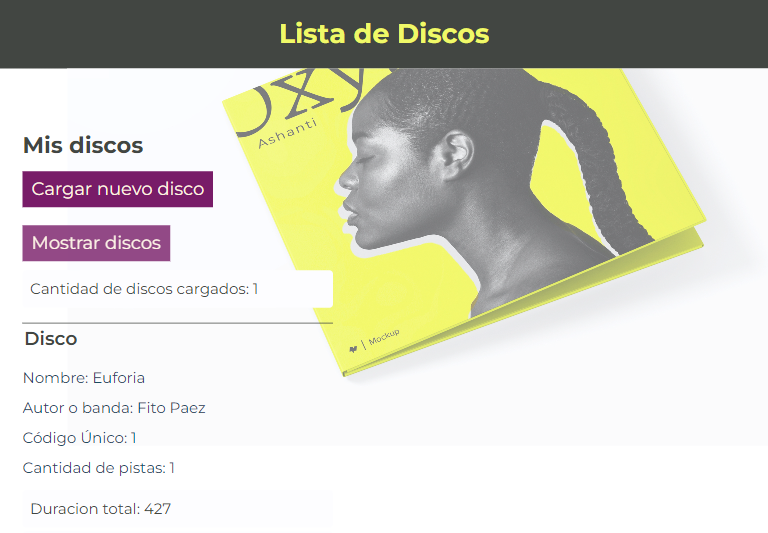 Lista de Discos
oxy
Ashanti
Mis discos
Cargar nuevo disco
Mostrar discos
Cantidad de discos cargados: 1
| Mockup
Disco
Nombre: Euforia
Autor o banda: Fito Paez
Código Único: 1
Cantidad de pistas: 1
Duracion total: 427